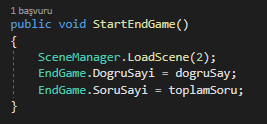 1 başvuru
public void StartEndGame()
{
SceneManager.LoadScene(2);
EndGame.DogruSayi = dogruSay;
EndGame.SoruSayi = toplamSoru;
}